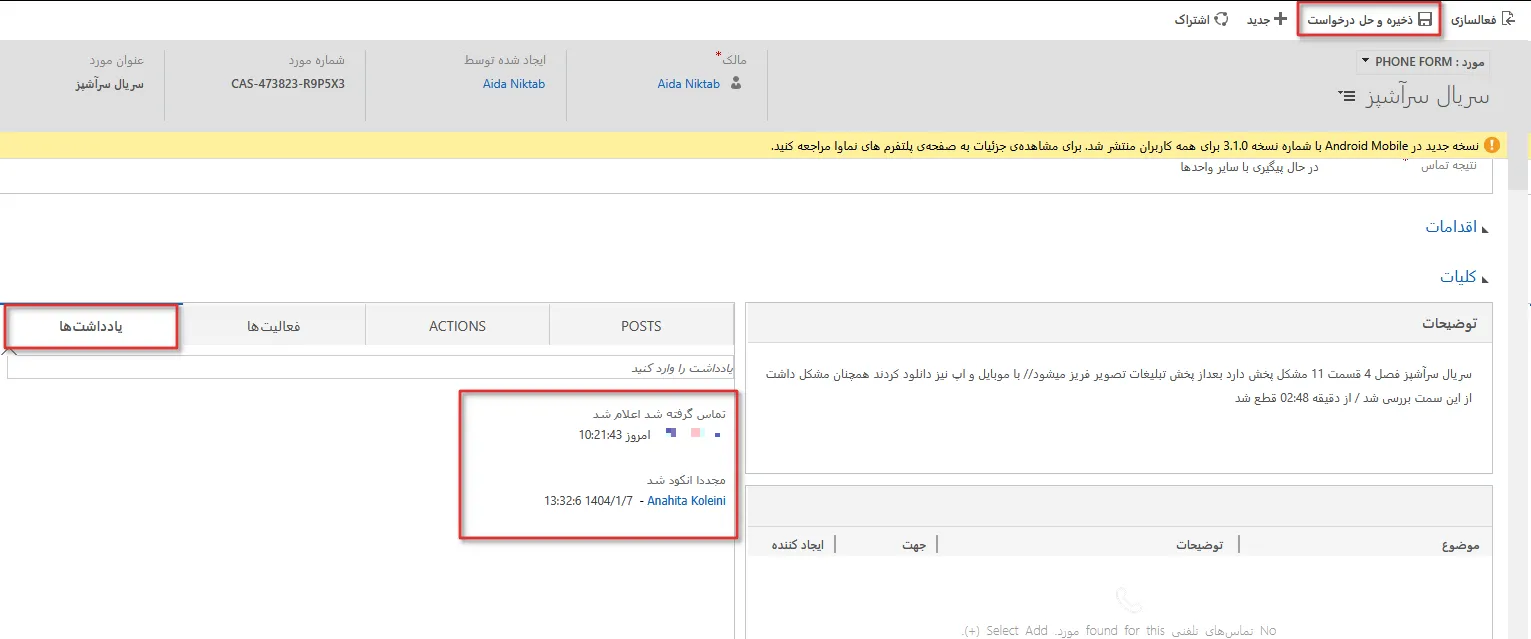 فعالسازی
ذخیره و حل درخواست
جدید
اشتراک
مورد : PHONE FORM
سریال سرآشپز
مالک*
Aida Niktab
ایجاد شده توسط
Aida Niktab
شماره مورد
CAS-473823-R9P5X3
عنوان مورد
سریال سرآشپز
نسخه جدید در Android Mobile با شماره نسخه 3.1.0 برای همه کاربران منتشر شد. برای مشاهده‌ی جزئیات به صفحه‌ی پلتفرم های نماوا مراجعه کنید.
نتیجه تماس *
در حال پیگیری با سایر واحدها
اقدامات
کلیات
توضیحات
سریال سرآشپز فصل 4 قسمت 11 مشکل پخش دارد بعداز پخش تبلیغات تصویر فریز میشود// با موبایل و اپ نیز دانلود کردند همچنان مشکل داشت
از این سمت بررسی شد / از دقیقه 02:48 قطع شد
موضوع
توضیحات
جهت
ایجاد کننده
No تماس‌های تلفنی found for this مورد. Select Add (+).
POSTS
ACTIONS
فعالیت‌ها
یادداشت‌ها
یادداشت را وارد کنید
تماس گرفته شد اعلام شد
امروز 10:21:43
مجددا انکود شد
Anahita Koleini - 1404/1/7 13:32:6